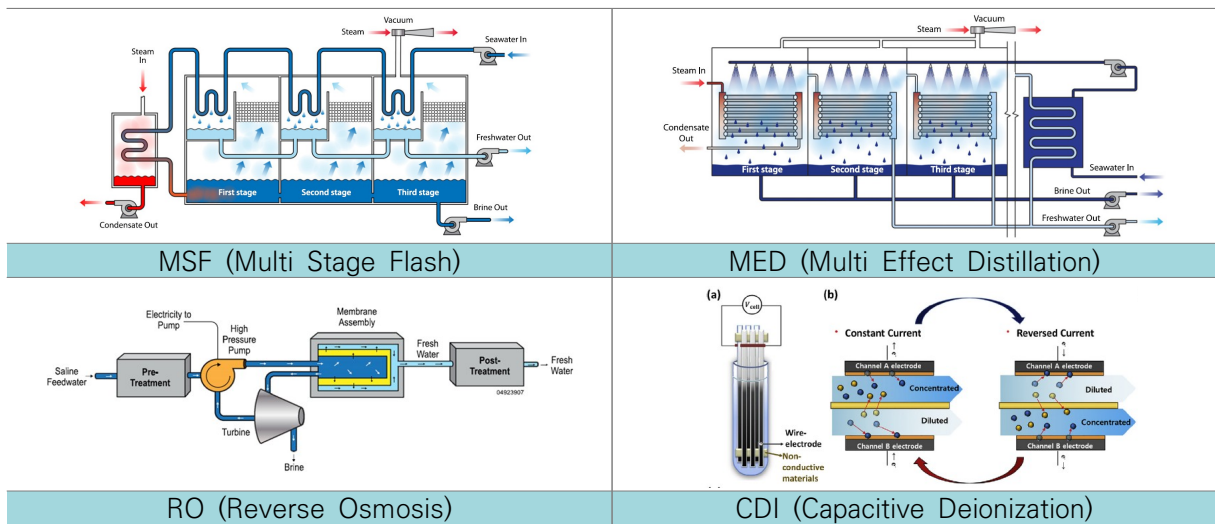 Vacuum
Steam
Seawater In
Steam
In
Freshwater Out
First stage
Second stage
Third stage
Condensate Out
Brine Out
MSF (Multi Stage Flash)
Vacuum
Steam
Steam In
Condensate
Out
First stage
Second stage
Third stage
Seawater In
Brine Out
Freshwater Out
MED (Multi Effect Distillation)
Electricity to
Pump
High
Pressure
Pump
Membrane
Assembly
Saline
Feedwater
Pre-
Treatment
Fresh
Water
Post-
Treatment
Fresh
Water
04923907
Turbine
Brine
RO (Reverse Osmosis)
(a)
Vcell
Wire-
electrode
Non-
conductive
materials
(b)
Constant Current
Reversed Current
Channel A electrode
Concentrated
Diluted
Channel B electrode
Channel A electrode
Diluted
Concentrated
Channel B electrode
CDI (Capacitive Deionization)